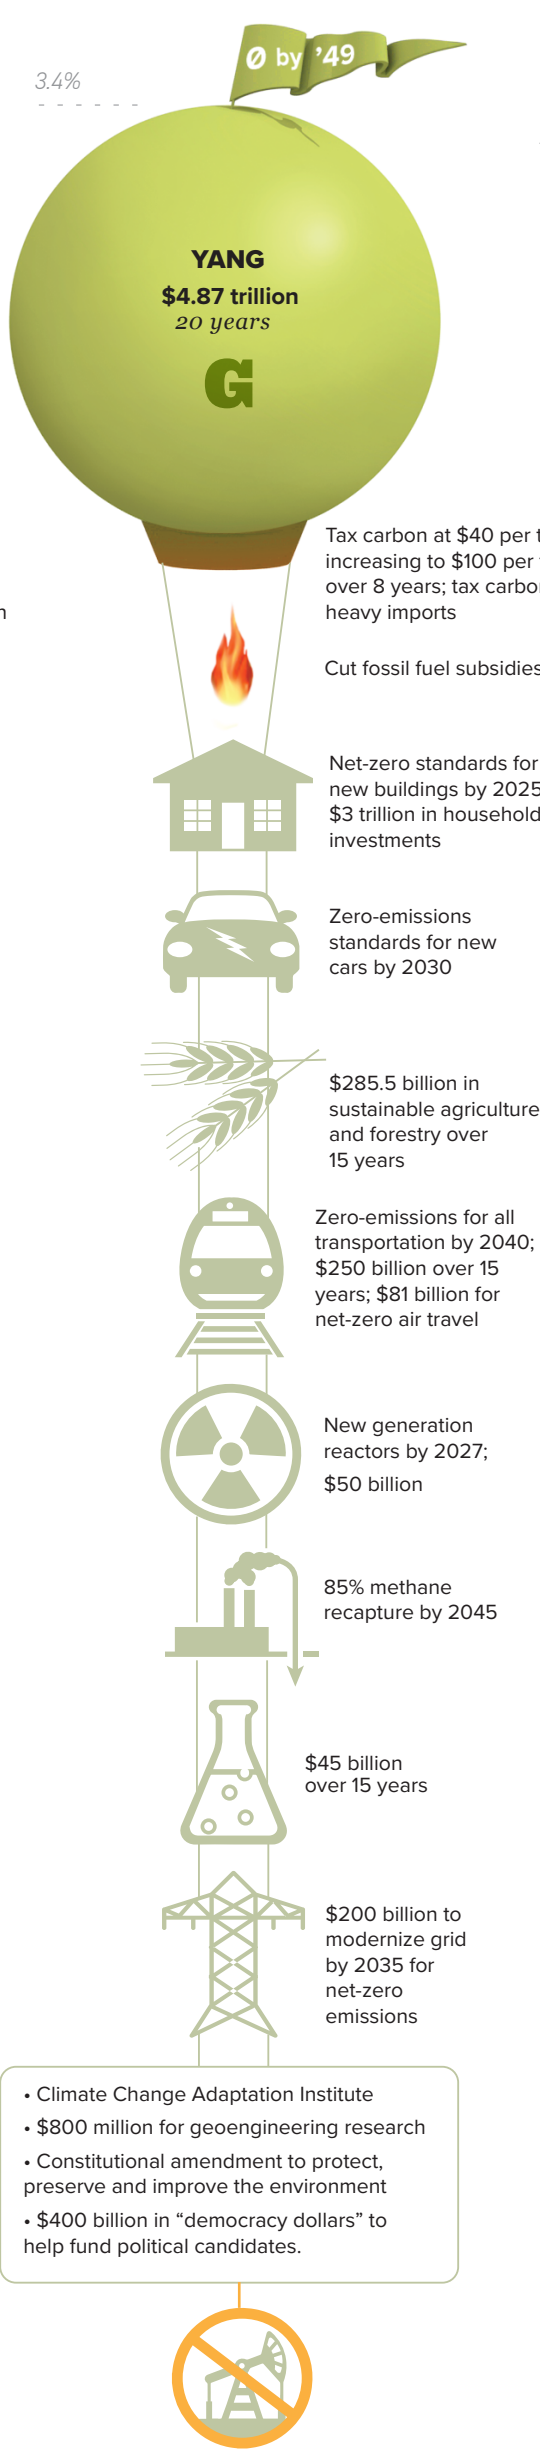 Ø by ’49
3.4%
YANG
$4.87 trillion
20 years
G
Tax carbon at $40 per
increasing to $100 per
over 8 years; tax
heavy imports
Cut fossil fuel subsidies
Net-zero standards for
new buildings by 2025
$3 trillion in household
investments
Zero-emissions
standards for new
cars by 2030
$285.5 billion in
sustainable agriculture
and forestry over
15 years
Zero-emissions for all
transportation by 2040;
$250 billion over 15
years; $81 billion for
net-zero air travel
New generation
reactors by 2027;
$50 billion
85% methane
recapture by 2045
$45 billion
over 15 years
$200 billion to
modernize grid
by 2035 for
net-zero
emissions
• Climate Change Adaptation Institute
• $800 million for geoengineering research
• Constitutional amendment to protect,
preserve and improve the environment
• $400 billion in “democracy dollars” to
help fund political candidates.